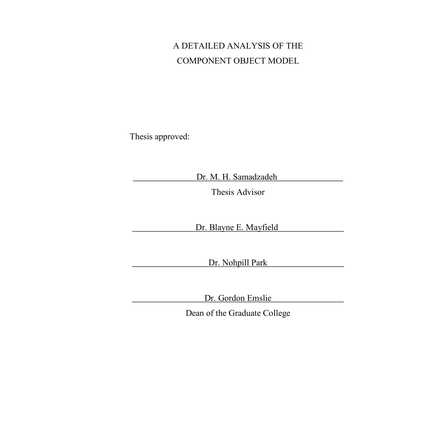 A DETAILED ANALYSIS OF THE
COMPONENT OBJECT MODEL
Thesis approved:
Dr. M. H. Samadzadeh
Thesis Advisor
Dr. Blayne E. Mayfield
Dr. Nohpill Park
Dr. Gordon Emslie
Dean of the Graduate College